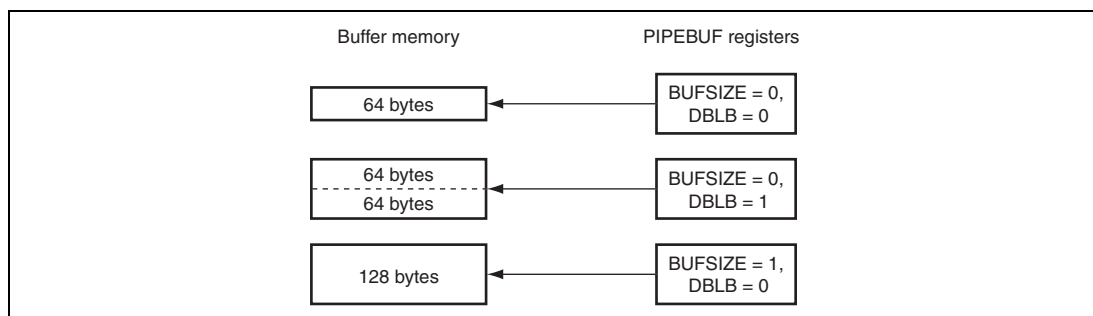 Buffer memory
PIPEBUF registers
64 bytes
BUFSIZE = 0,
DBLB = 0
64 bytes
64 bytes
BUFSIZE = 0,
DBLB = 1
128 bytes
BUFSIZE = 1,
DBLB = 0